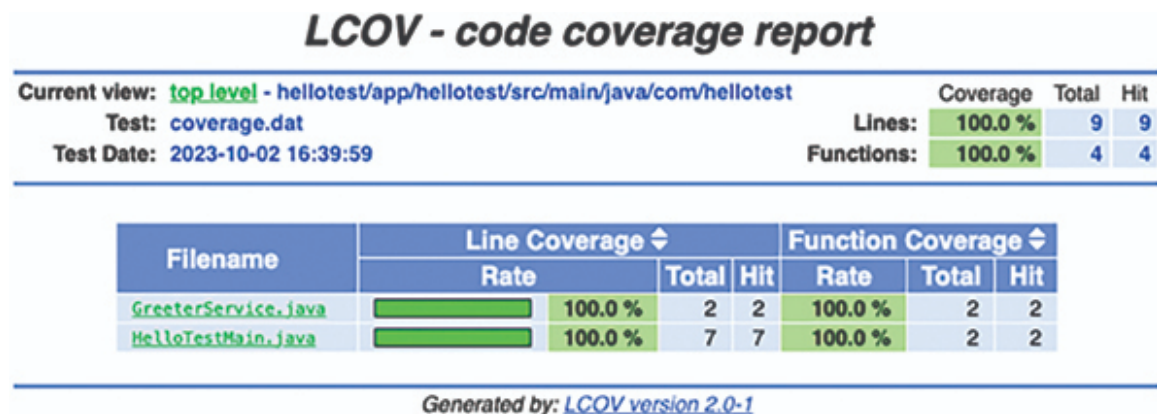 LCOV - code coverage report
Current view: top level - hellotest/app/hellotest/src/main/java/com/hellotest Coverage Total Hit
Test: coverage.dat Lines: 100.0 % 9 9
Test Date: 2023-10-02 16:39:59 Functions: 100.0 % 4 4
Filename Line Coverage Function Coverage
Rate Total Hit Rate Total Hit
GreeterService.java 100.0 % 2 2 100.0 % 2 2
HelloTestMain.java 100.0 % 7 7 100.0 % 2 2
Generated by: LCOV version 2.0-1